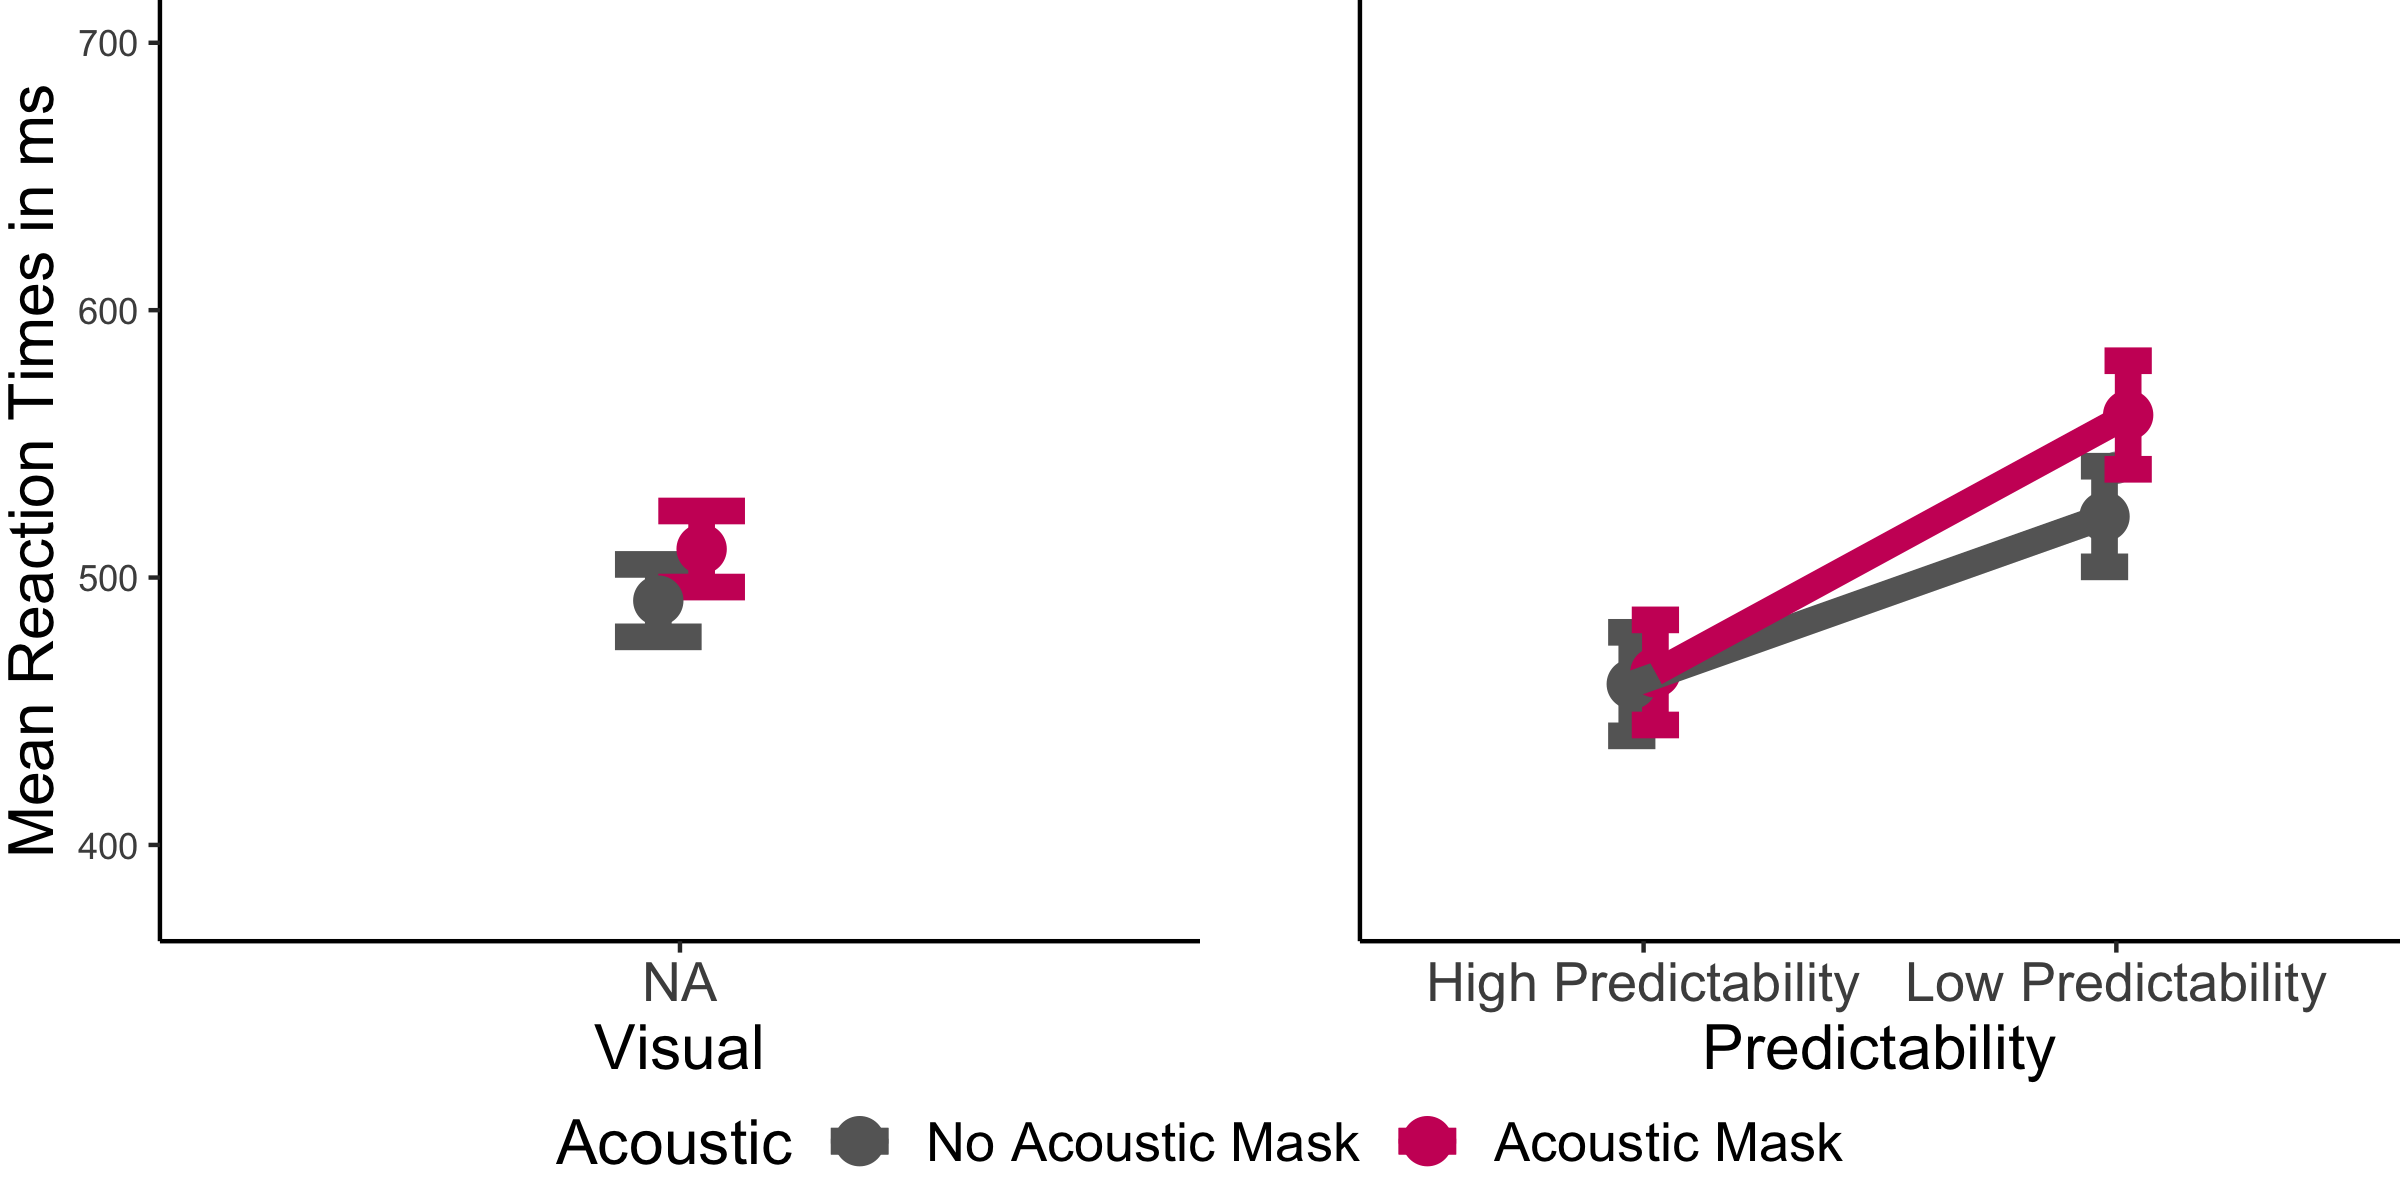 Mean Reaction Times in ms
700
600
500
400
NA
Visual
High Predictability Low Predictability
Predictability
Acoustic No Acoustic Mask Acoustic Mask